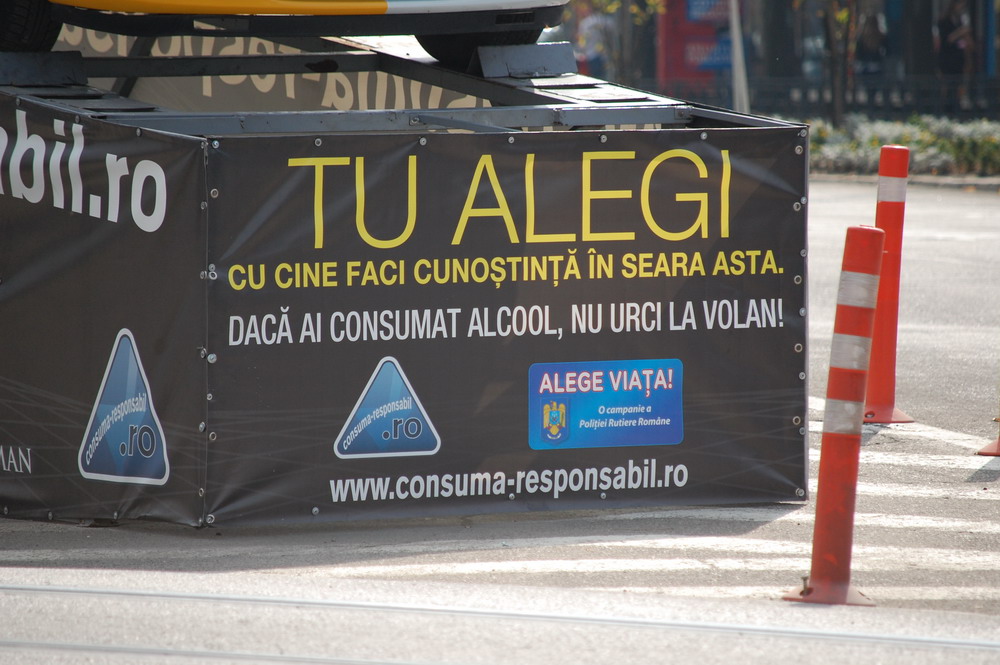 abil.ro
consuma-responsabil
.ro
MAN
TU ALEGI
CU CINE FACI CUNOȘTINȚĂ ÎN SEARA ASTA.
DACĂ AI CONSUMAT ALCOOL, NU URCI LA VOLAN!
consuma-responsabil
.ro
ALEGE VIAȚA!
O campanie a
Poliției Rutiere Române
www.consuma-responsabil.ro